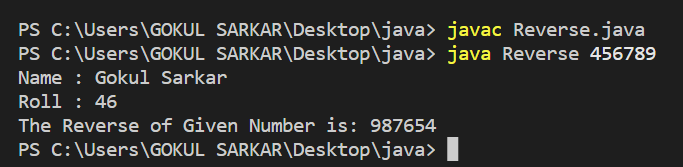 PS C:\Users\GOKUL SARKAR\Desktop\java> javac Reverse.java
PS C:\Users\GOKUL SARKAR\Desktop\java> java Reverse 456789
Name : Gokul Sarkar
Roll : 46
The Reverse of Given Number is: 987654
PS C:\Users\GOKUL SARKAR\Desktop\java>